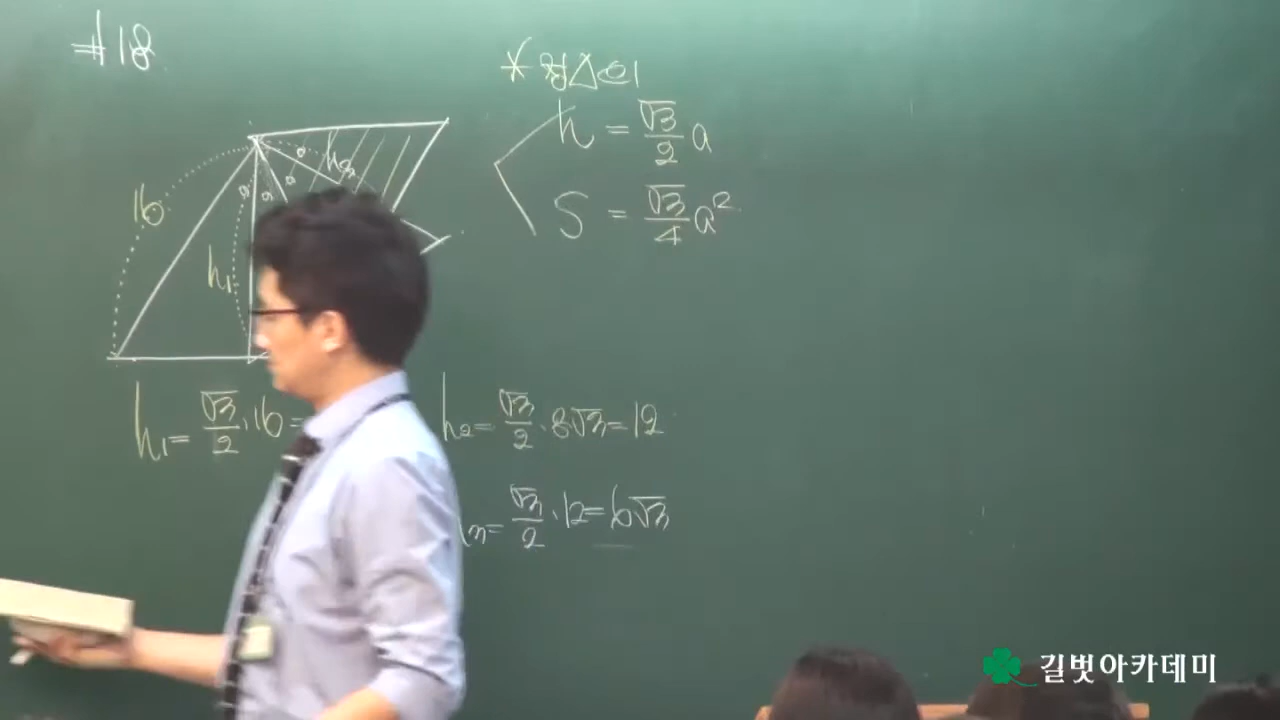 #18
* 정△의
h = √3/2 a
S = √3/4 a²
16
h₁
h₂
h₁ = √3/2 · 16 =
h₂ = √3/2 · 8√3 = 12
= √3/2 · 12 = 6√3
길벗아카데미